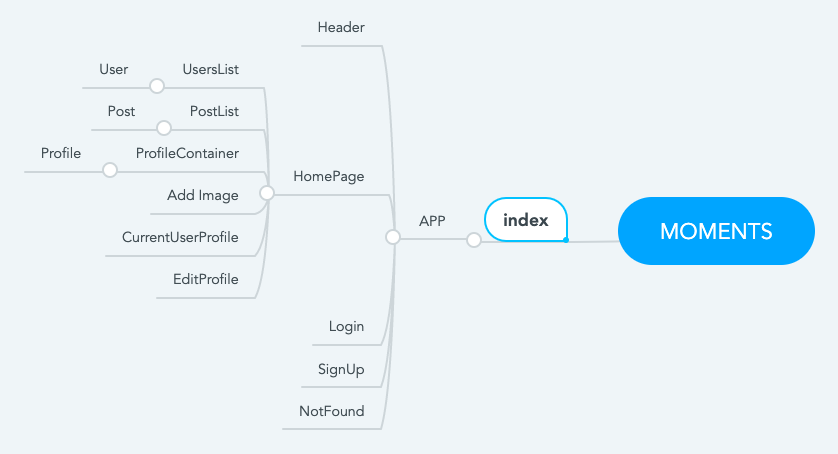 Header
User
UsersList
Post
PostList
Profile
ProfileContainer
HomePage
Add Image
APP
index
MOMENTS
CurrentUserProfile
EditProfile
Login
SignUp
NotFound